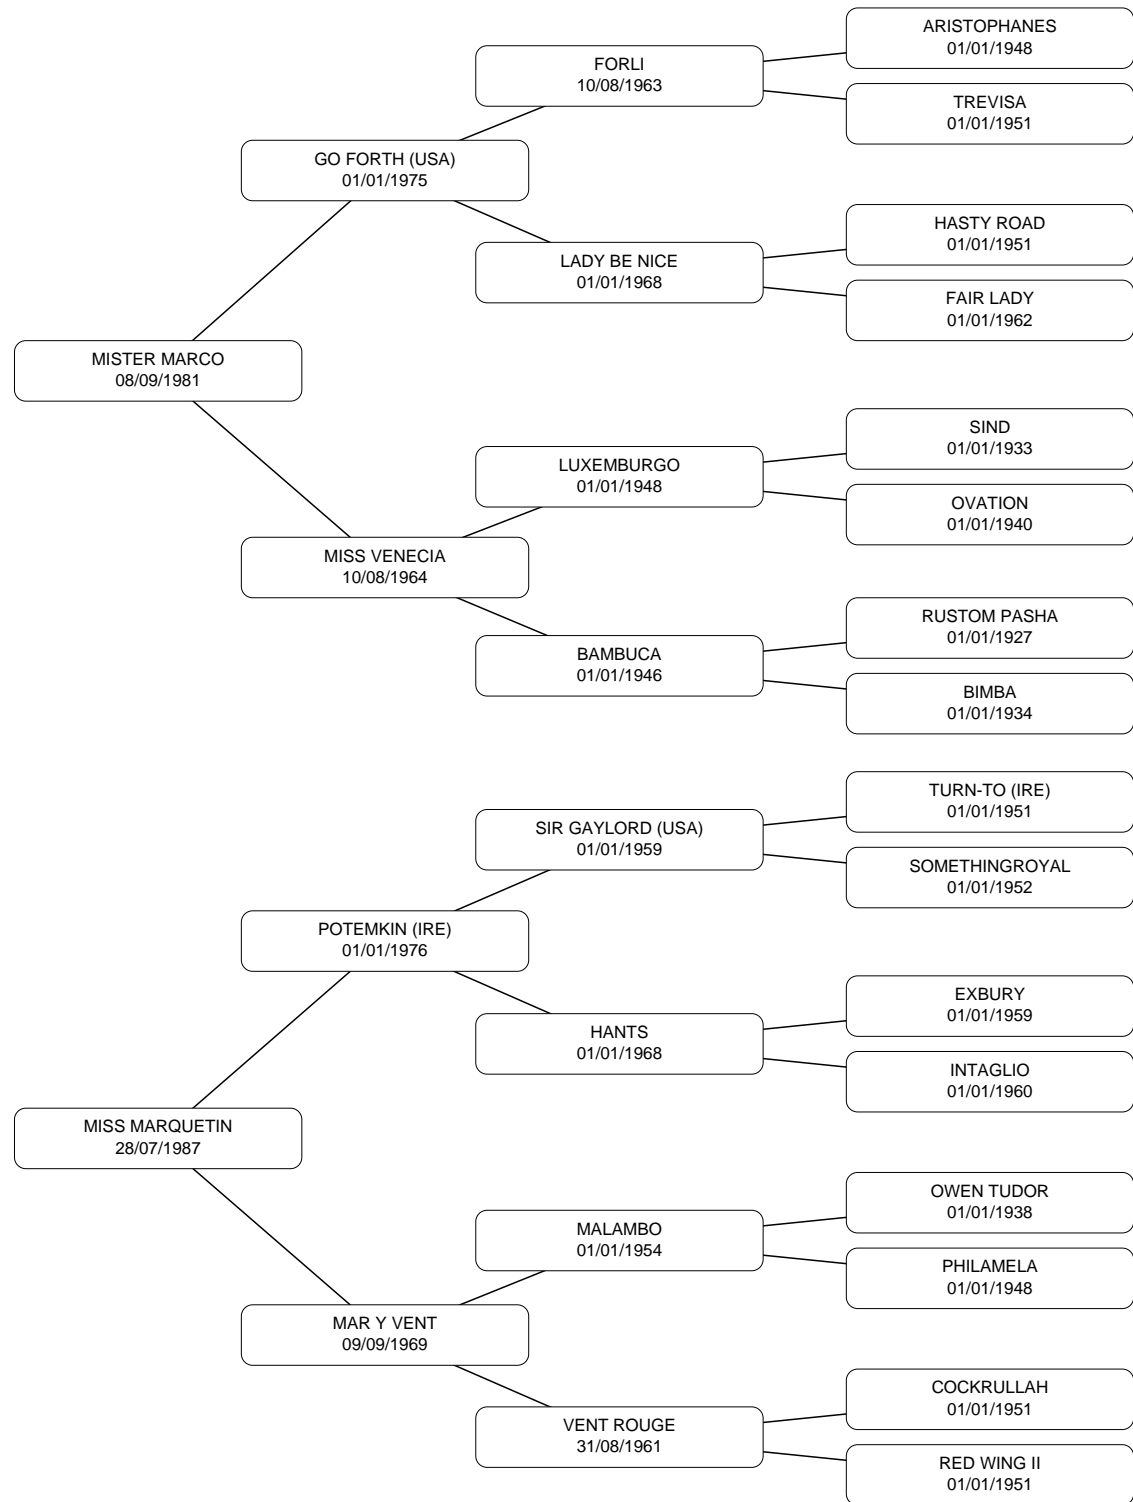 ARISTOPHANES
01/01/1948
FORLI
10/08/1963
TREVISA
01/01/1951
GO FORTH (USA)
01/01/1975
HASTY ROAD
01/01/1951
LADY BE NICE
01/01/1968
FAIR LADY
01/01/1962
MISTER MARCO
08/09/1981
SIND
01/01/1933
LUXEMBURGO
01/01/1948
OVATION
01/01/1940
MISS VENECIA
10/08/1964
RUSTOM PASHA
01/01/1927
BAMBUCA
01/01/1946
BIMBA
01/01/1934
TURN-TO (IRE)
01/01/1951
SIR GAYLORD (USA)
01/01/1959
SOMETHINGROYAL
01/01/1952
POTEMKIN (IRE)
01/01/1976
EXBURY
01/01/1959
HANTS
01/01/1968
INTAGLIO
01/01/1960
MISS MARQUETIN
28/07/1987
OWEN TUDOR
01/01/1938
MALAMBO
01/01/1954
PHILAMELA
01/01/1948
MAR Y VENT
09/09/1969
COCKRULLAH
01/01/1951
VENT ROUGE
31/08/1961
RED WING II
01/01/1951